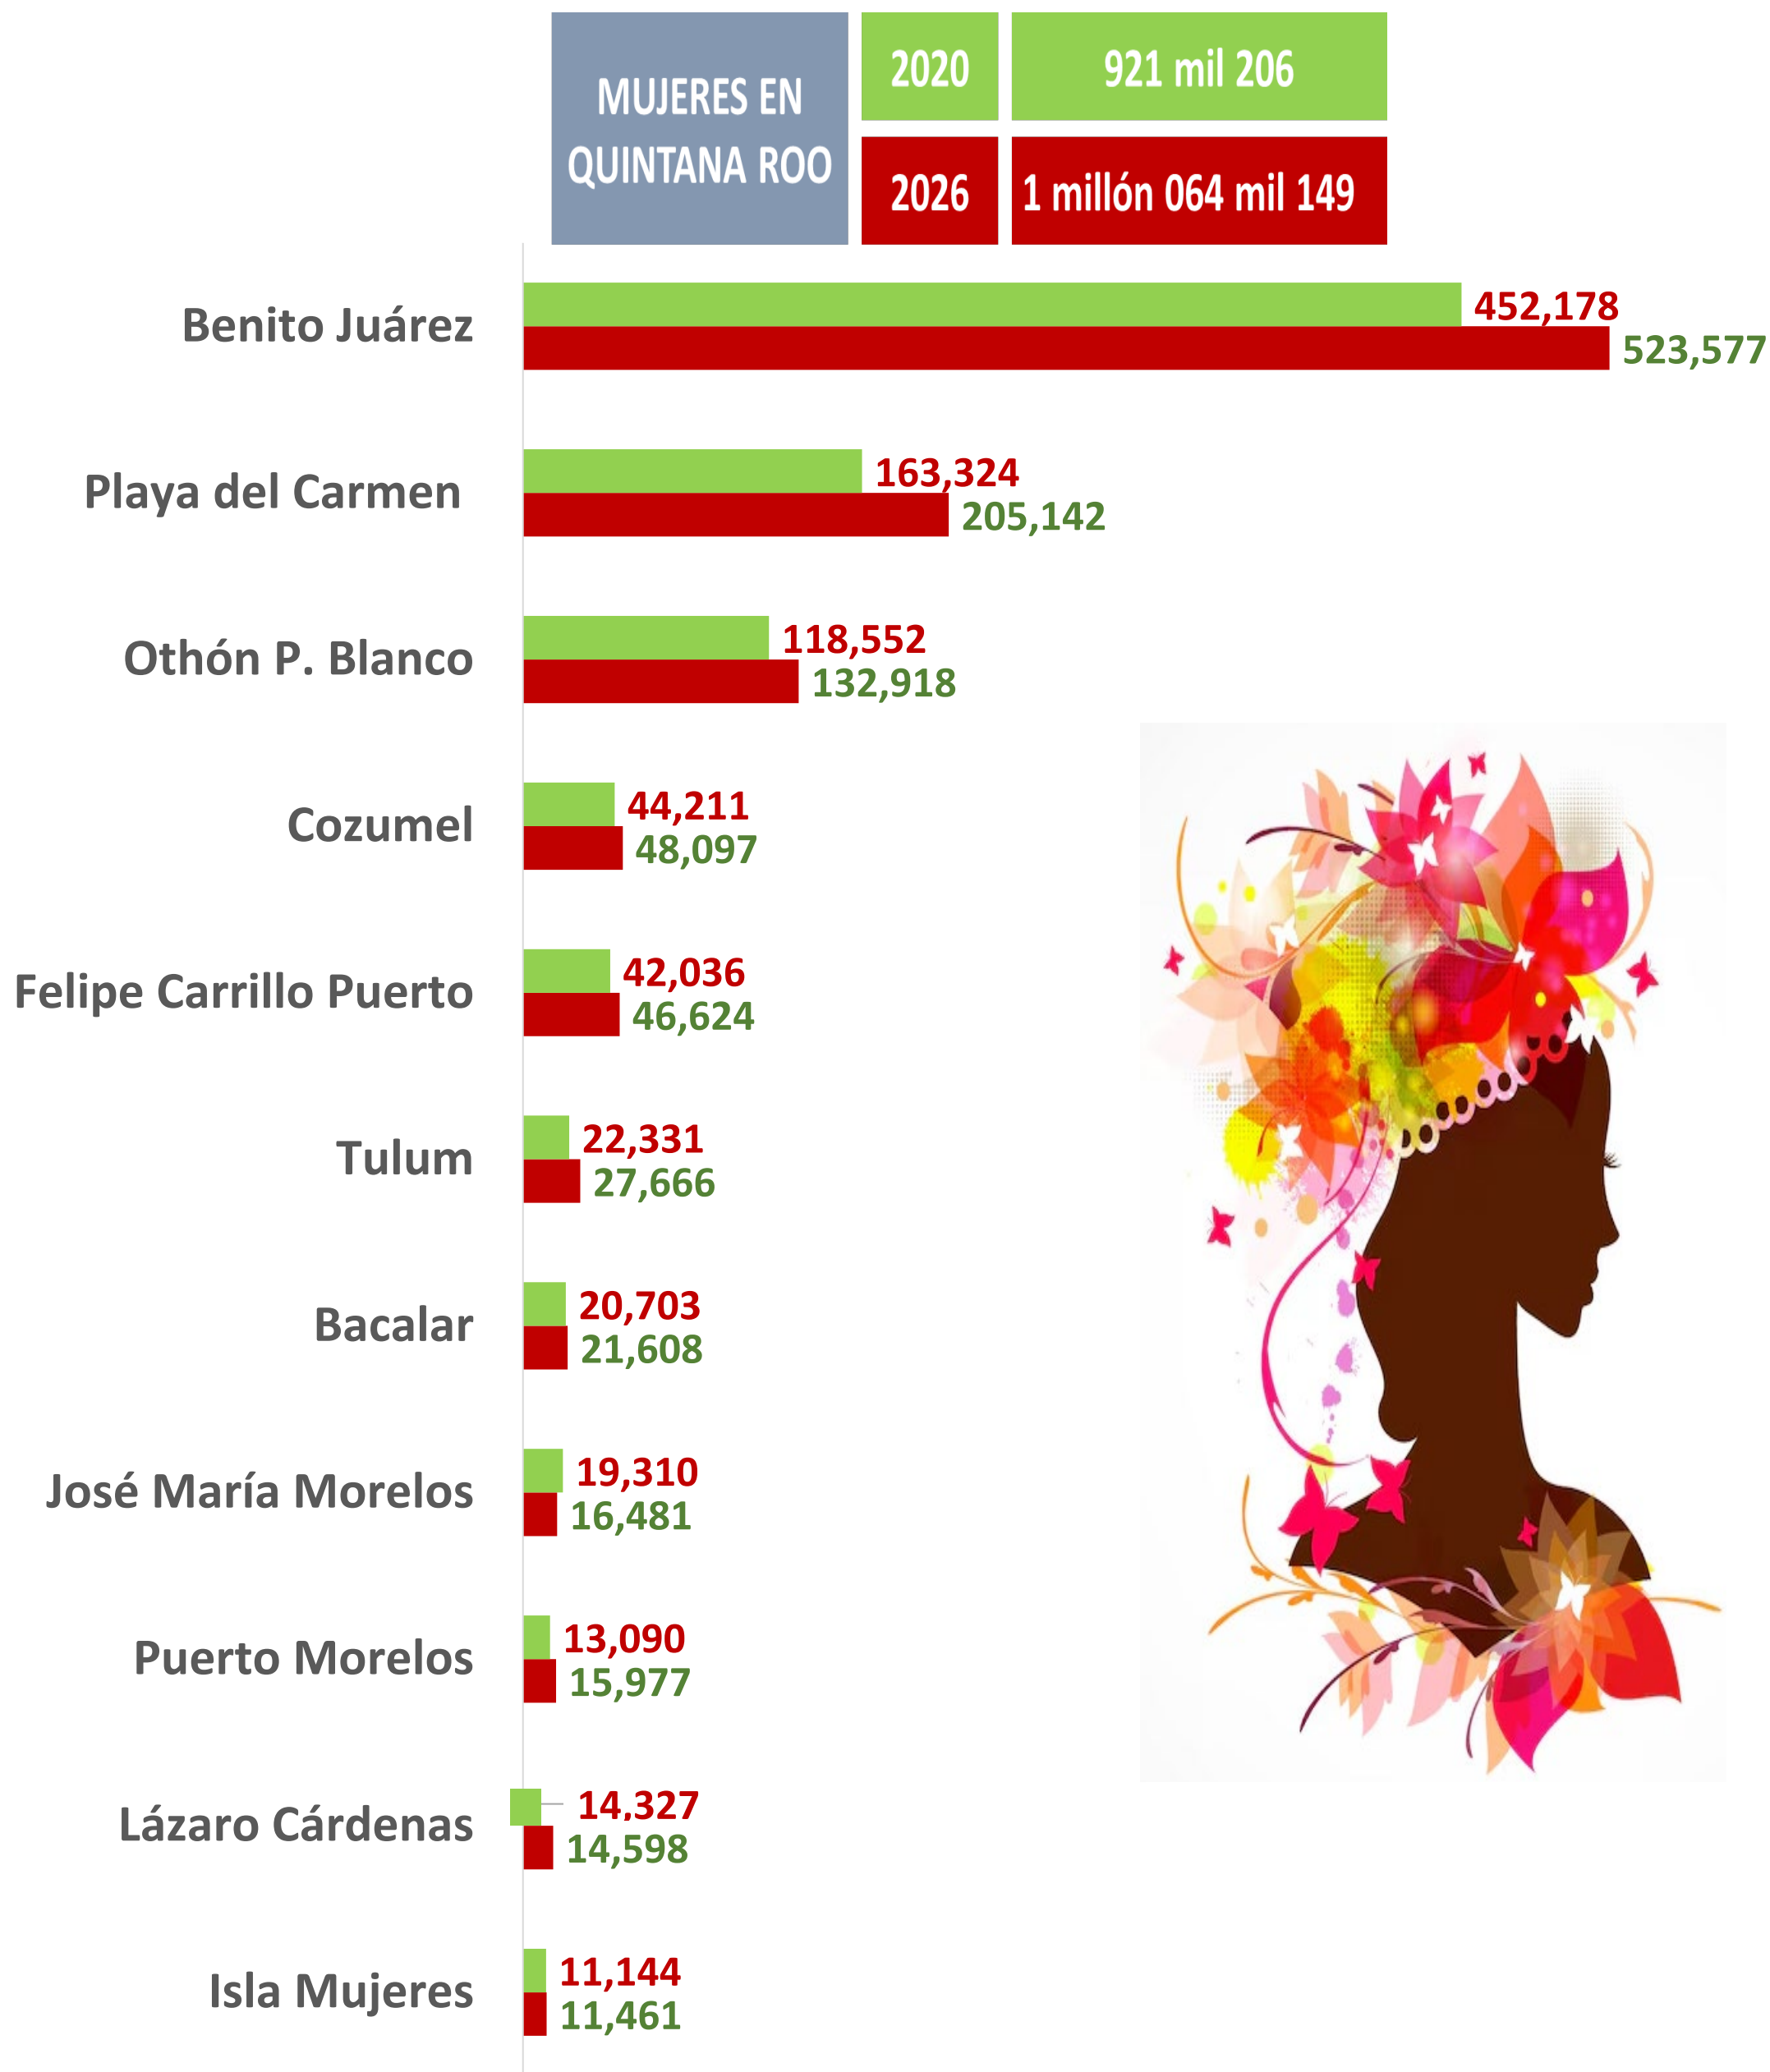 MUJERES EN
QUINTANA ROO
2020
921 mil 206
2026
1 millón 064 mil 149
Benito Juárez
452,178
523,577
Playa del Carmen
163,324
205,142
Othón P. Blanco
118,552
132,918
Cozumel
44,211
48,097
Felipe Carrillo Puerto
42,036
46,624
Tulum
22,331
27,666
Bacalar
20,703
21,608
José María Morelos
19,310
16,481
Puerto Morelos
13,090
15,977
Lázaro Cárdenas
14,327
14,598
Isla Mujeres
11,144
11,461